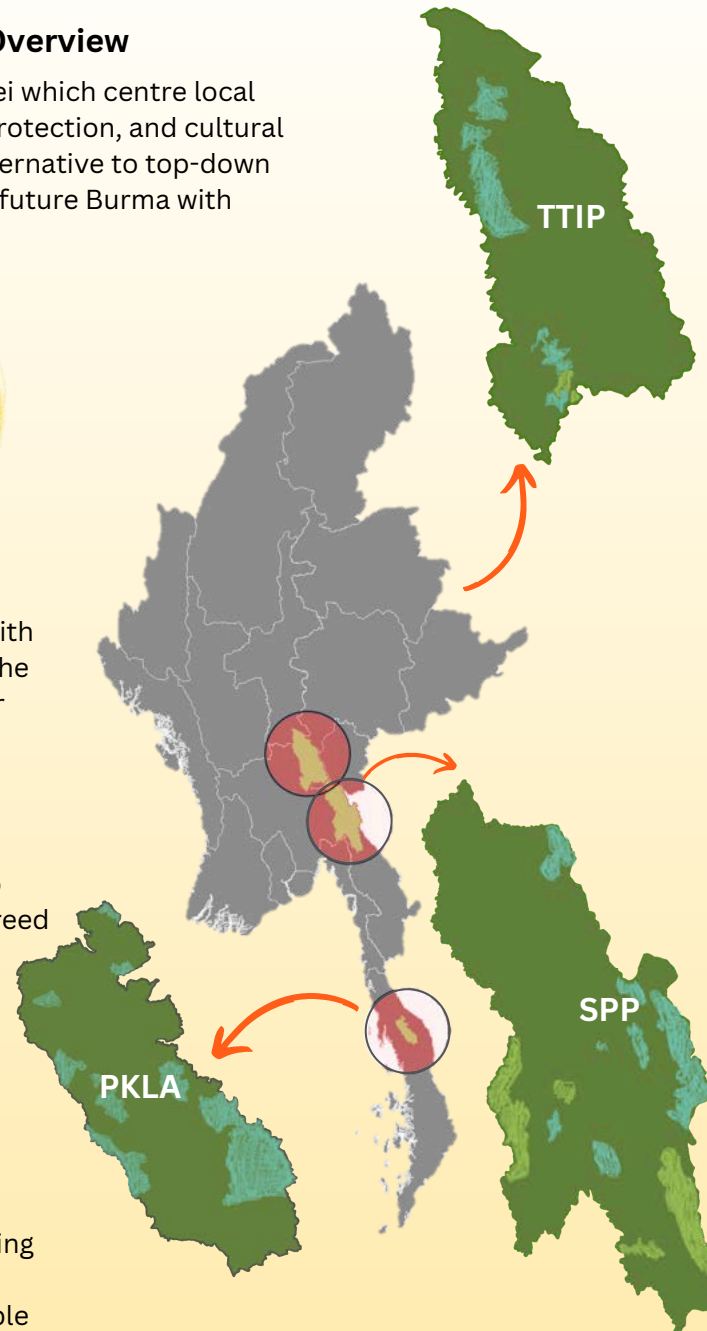 Overview
ei which centre local
rotection, and cultural
ernative to top-down
future Burma with
TTIP
ith
he
r
reed
SPP
PKLA
ing
ple